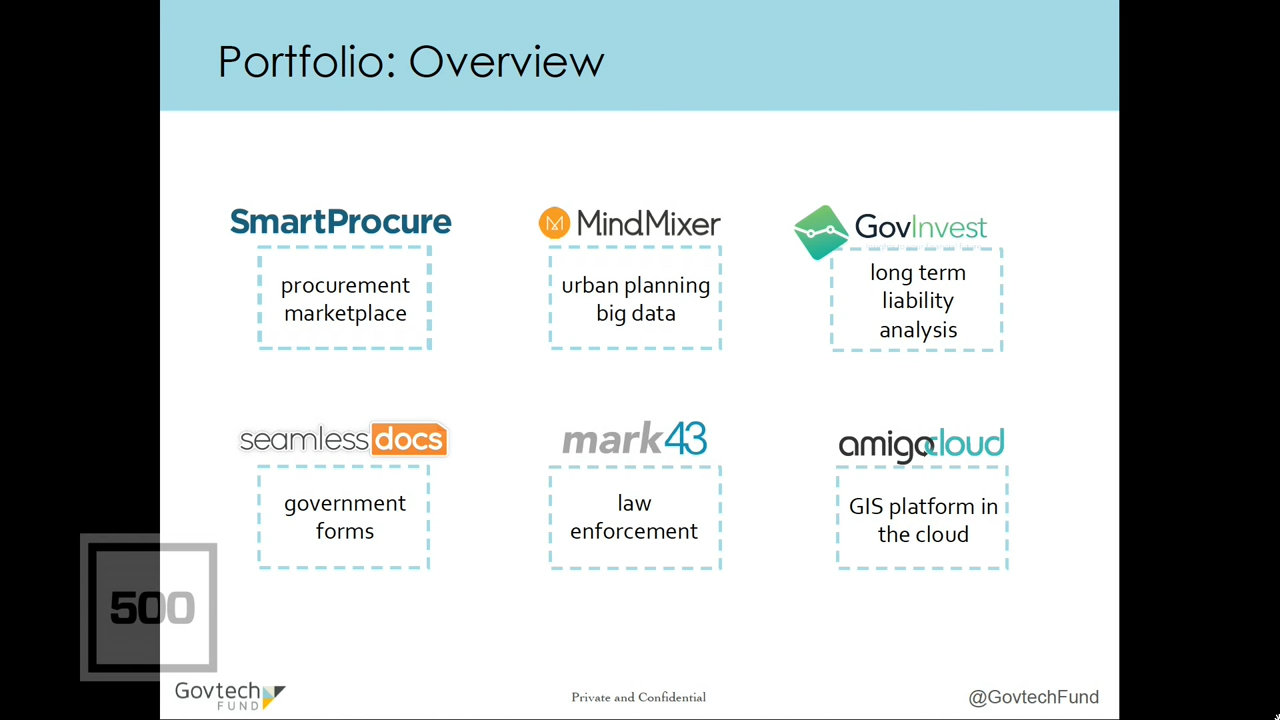 Portfolio: Overview
SmartProcure
MindMixer
GovInvest
procurement
marketplace
urban planning
big data
long term
liability
analysis
seamlessdocs
mark43
amigocloud
government
forms
law
enforcement
GIS platform in
the cloud
500
Govtech
FUND
Private and Confidential
@GovtechFund